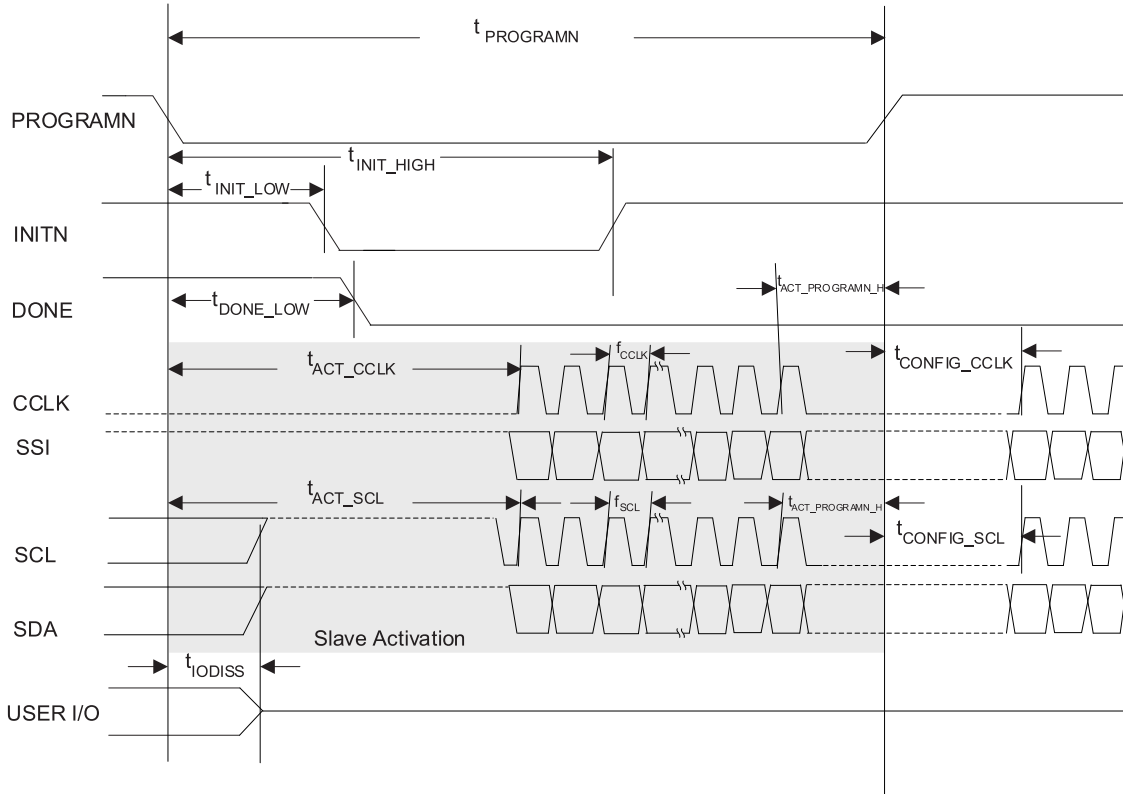 t PROGRAMN
PROGRAMN
t INIT_HIGH
t INIT_LOW
INITN
DONE
t DONE_LOW
t ACT_PROGRAMN_H
t ACT_CCLK
f CCLK
t CONFIG_CCLK
CCLK
SSI
t ACT_SCL
f SCL
t ACT_PROGRAMN_H
t CONFIG_SCL
SCL
SDA
Slave Activation
t IODISS
USER I/O